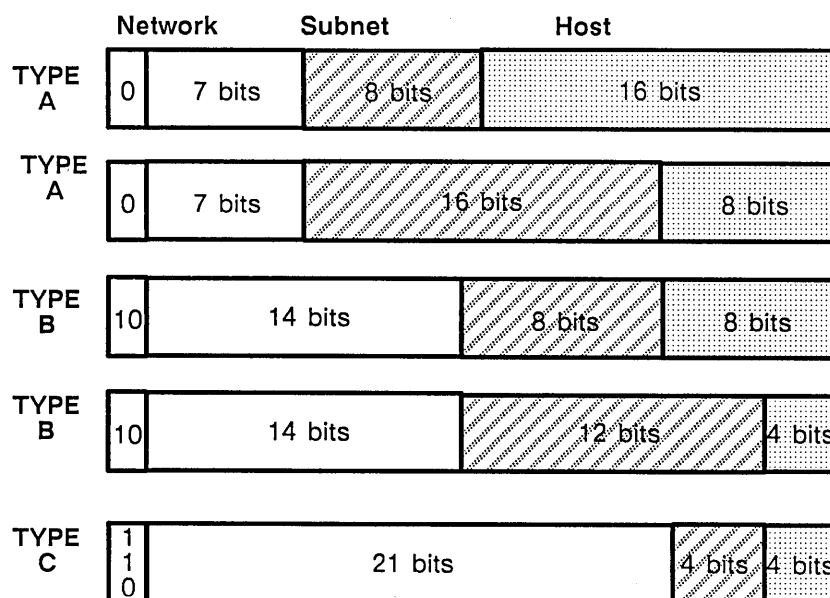 Network Subnet Host
TYPE
A
0 7 bits 8 bits 16 bits
TYPE
A
0 7 bits 16 bits 8 bits
TYPE
B
10 14 bits 8 bits 8 bits
TYPE
B
10 14 bits 12 bits 4 bits
TYPE
C
1
1
0
21 bits 4 bits 4 bits